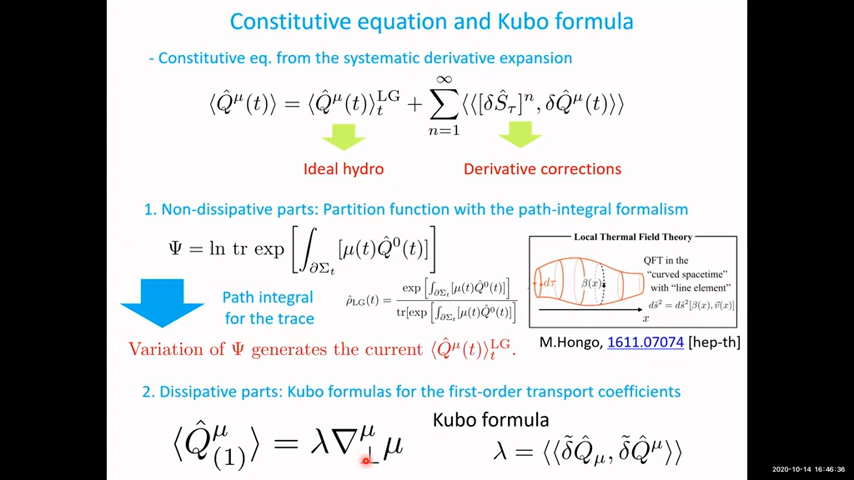 Constitutive equation and Kubo formula
- Constitutive eq. from the systematic derivative expansion
⟨Q̂^μ(t)⟩ = ⟨Q̂^μ(t)⟩_t^LG + ∑_{n=1}^{∞} ⟨⟨[δŜ_τ]^n, δQ̂^μ(t)⟩⟩
Ideal hydro
Derivative corrections
1. Non-dissipative parts: Partition function with the path-integral formalism
Ψ = ln tr exp [∫_{∂Σ_t} [μ(t)Q̂^0(t)]]
Path integral
for the trace
ρ̂_LG(t) = exp[∫_{∂Σ_t} [μ(t)Q̂^0(t)]] / tr[exp[∫_{∂Σ_t} [μ(t)Q̂^0(t)]]
Variation of Ψ generates the current ⟨Q̂^μ(t)⟩_t^LG.
Local Thermal Field Theory
dτ
β(x)
x
QFT in the
“curved spacetime”
with “line element”
ds̃² = ds̃²[β(x), v⃗(x)]
M.Hongo, 1611.07074 [hep-th]
2. Dissipative parts: Kubo formulas for the first-order transport coefficients
⟨Q̂^μ_(1)⟩ = λ∇^μ_⊥ μ
Kubo formula
λ = ⟨⟨δ̃Q̂_μ, δ̃Q̂^μ⟩⟩
2020-10-14 16:46:36